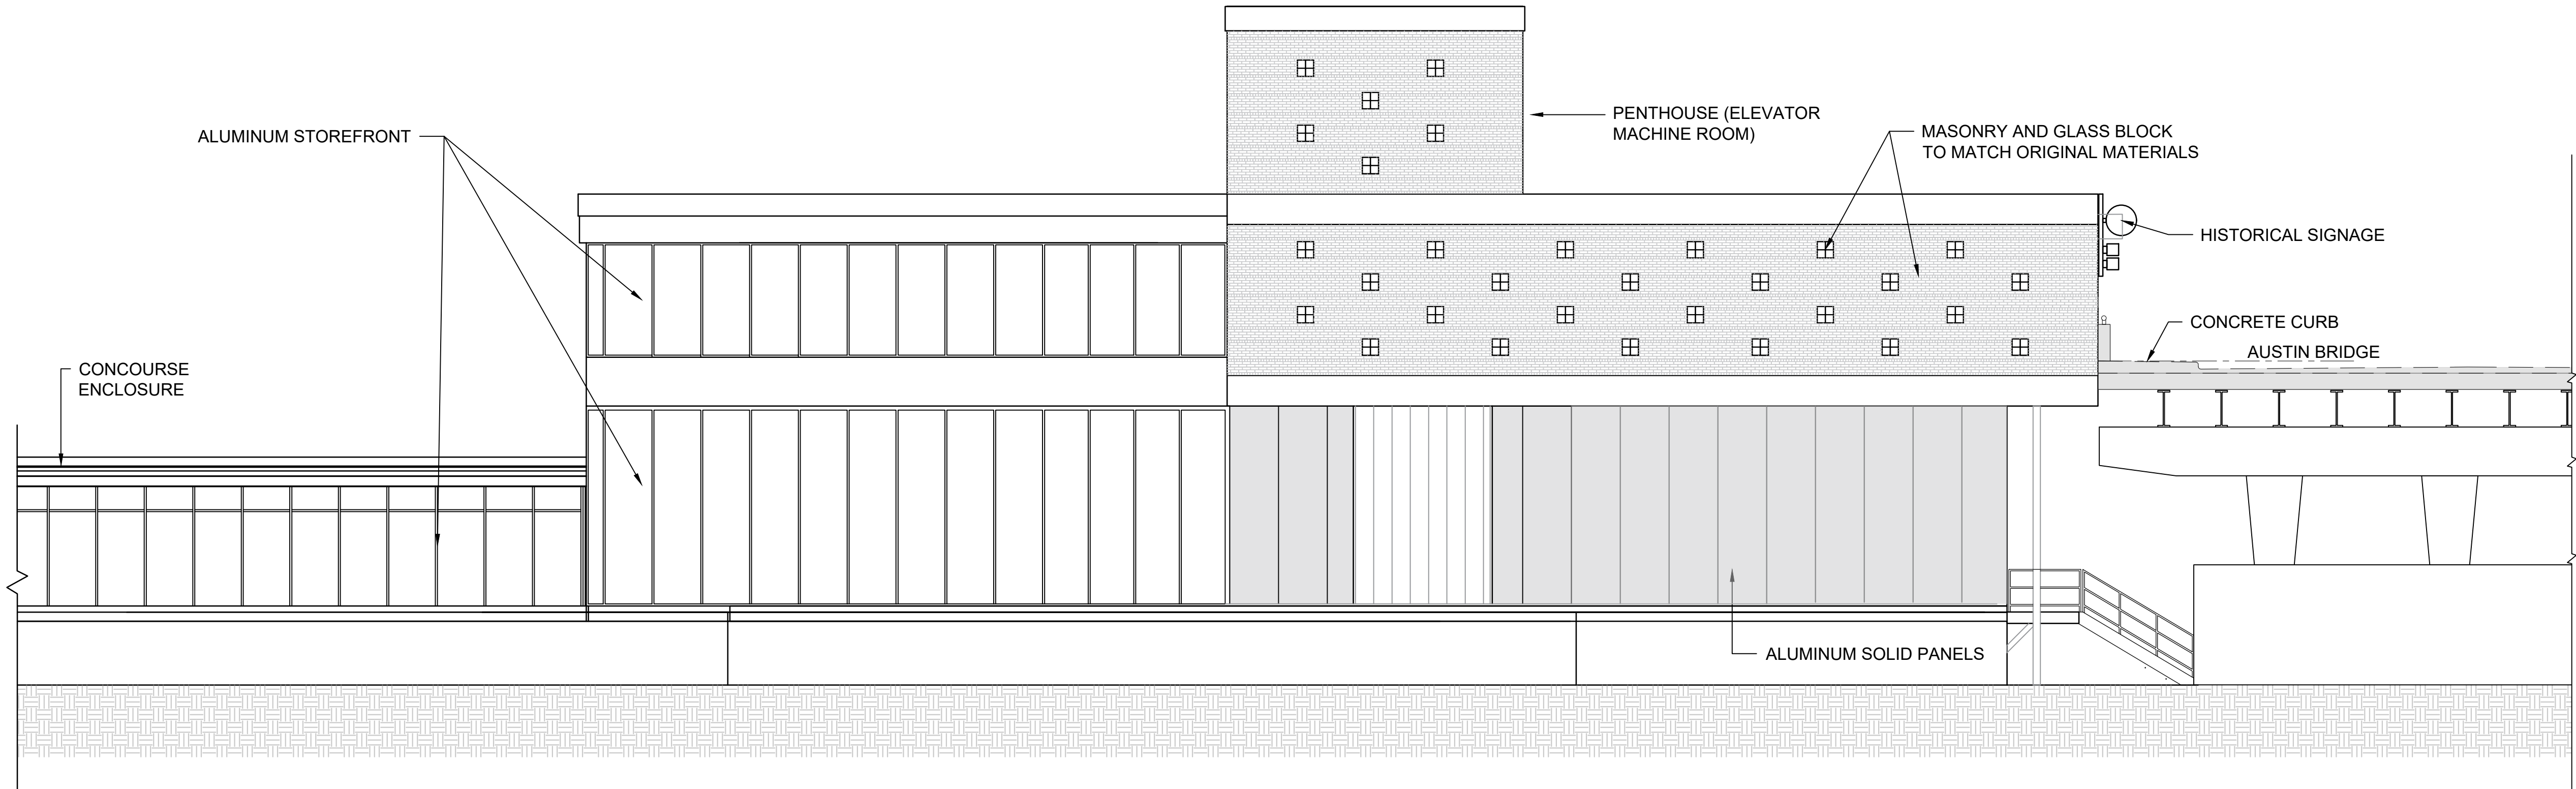 PENTHOUSE (ELEVATOR
MACHINE ROOM)
MASONRY AND GLASS BLOCK
TO MATCH ORIGINAL MATERIALS
ALUMINUM STOREFRONT
HISTORICAL SIGNAGE
CONCRETE CURB
AUSTIN BRIDGE
CONCOURSE
ENCLOSURE
ALUMINUM SOLID PANELS